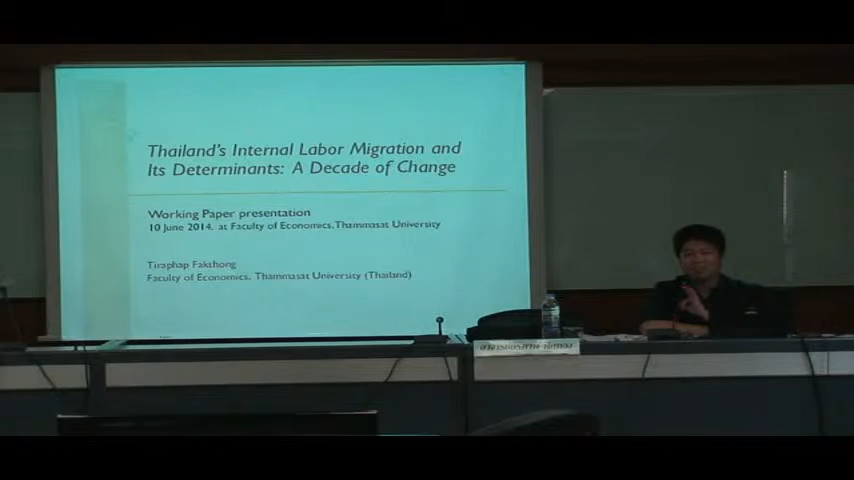 Thailand's Internal Labor Migration and
Its Determinants: A Decade of Change
Working Paper presentation
10 June 2014, at Faculty of Economics, Thammasat University
Tiraphap Fakthong
Faculty of Economics, Thammasat University (Thailand)